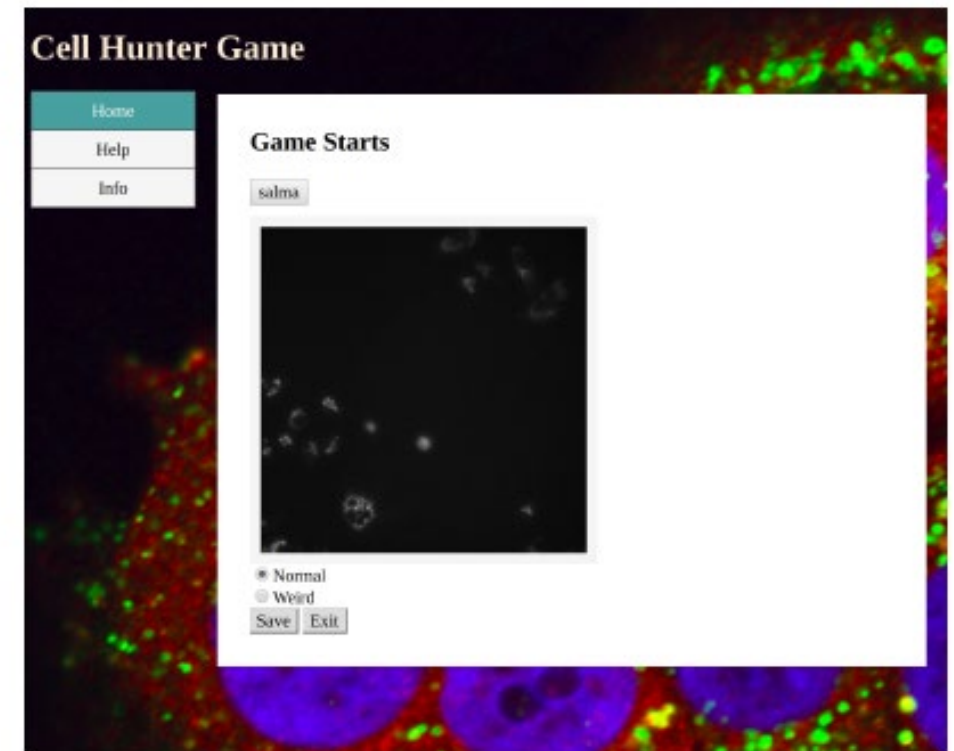 Cell Hunter Game
Home
Help
Info
Game Starts
salma
Normal
Weird
Save Exit